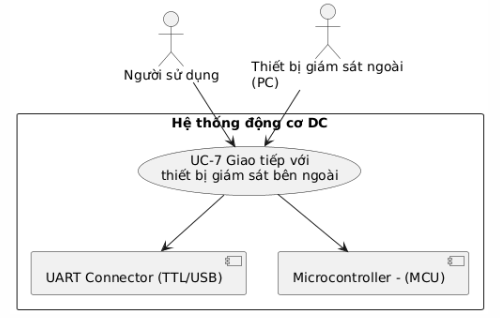 Người sử dụng
Thiết bị giám sát ngoài
(PC)
Hệ thống động cơ DC
UC-7 Giao tiếp với
thiết bị giám sát bên ngoài
UART Connector (TTL/USB)
Microcontroller - (MCU)